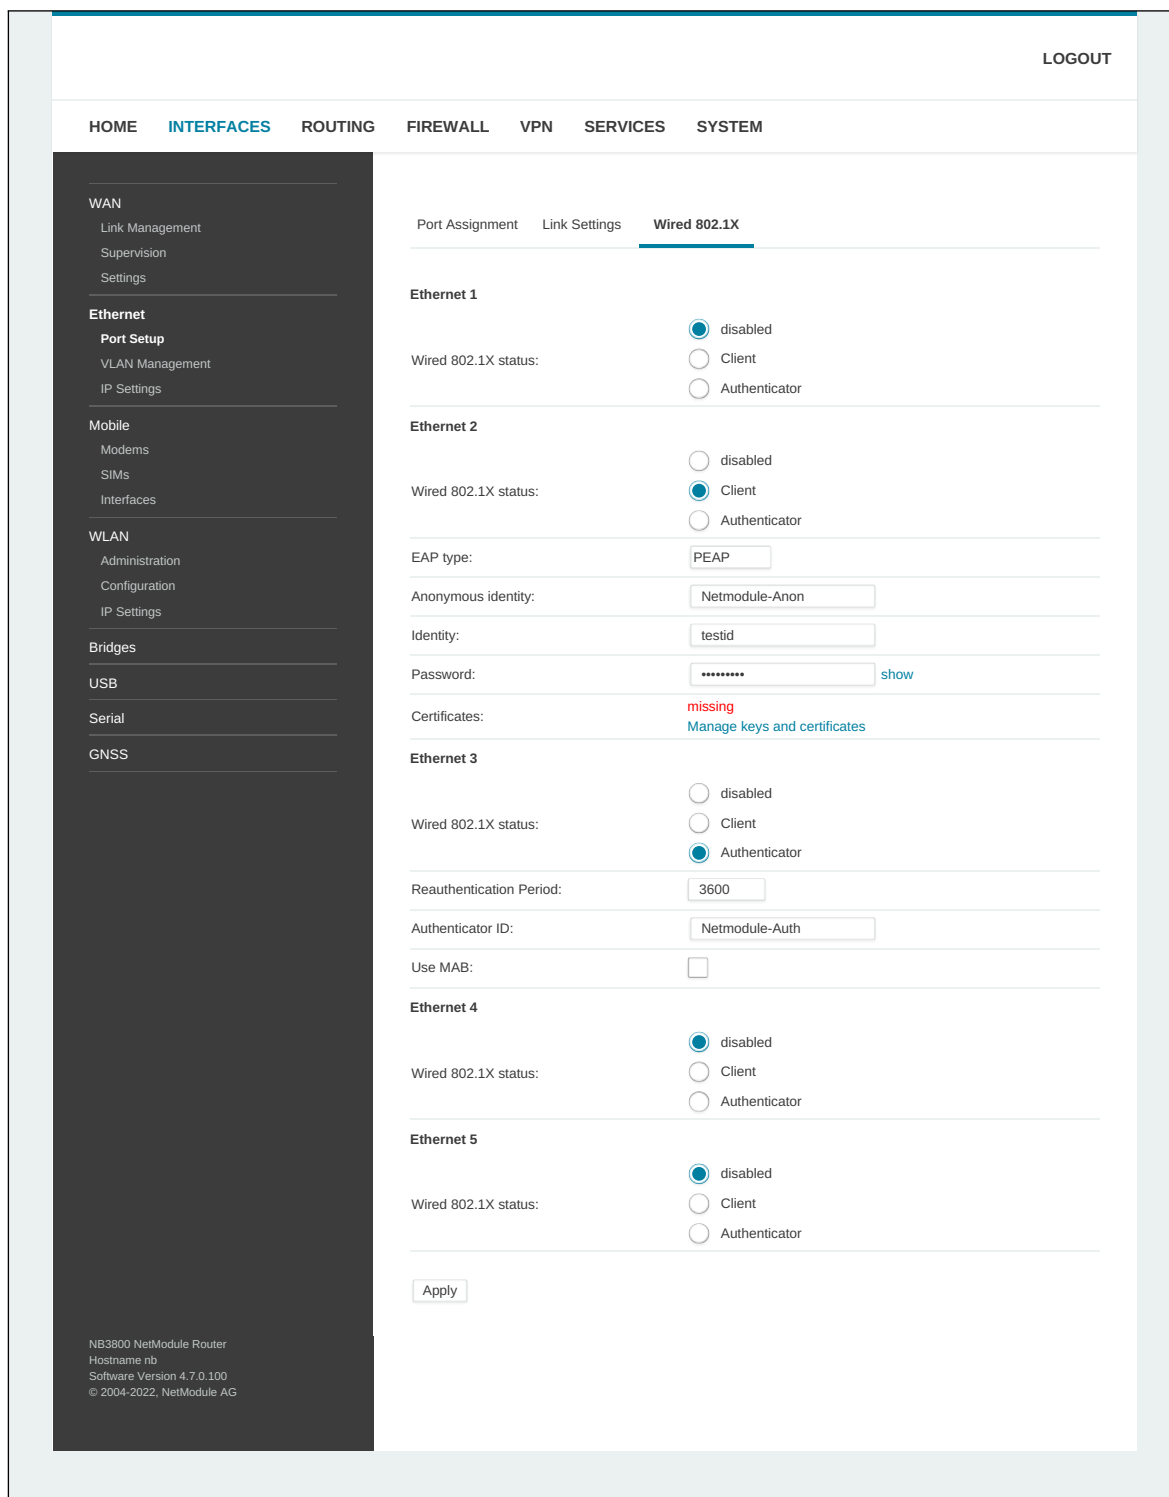 LOGOUT
HOME INTERFACES ROUTING FIREWALL VPN SERVICES SYSTEM
WAN
Link Management
Supervision
Settings
Ethernet
Port Setup
VLAN Management
IP Settings
Mobile
Modems
SIMs
Interfaces
WLAN
Administration
Configuration
IP Settings
Bridges
USB
Serial
GNSS
NB3800 NetModule Router
Hostname nb
Software Version 4.7.0.100
© 2004-2022, NetModule AG
Port Assignment Link Settings Wired 802.1X
Ethernet 1
Wired 802.1X status:
disabled
Client
Authenticator
Ethernet 2
Wired 802.1X status:
disabled
Client
Authenticator
EAP type: PEAP
Anonymous identity: Netmodule-Anon
Identity: testid
Password: ••••••••• show
Certificates:
missing
Manage keys and certificates
Ethernet 3
Wired 802.1X status:
disabled
Client
Authenticator
Reauthentication Period: 3600
Authenticator ID: Netmodule-Auth
Use MAB:
Ethernet 4
Wired 802.1X status:
disabled
Client
Authenticator
Ethernet 5
Wired 802.1X status:
disabled
Client
Authenticator
Apply